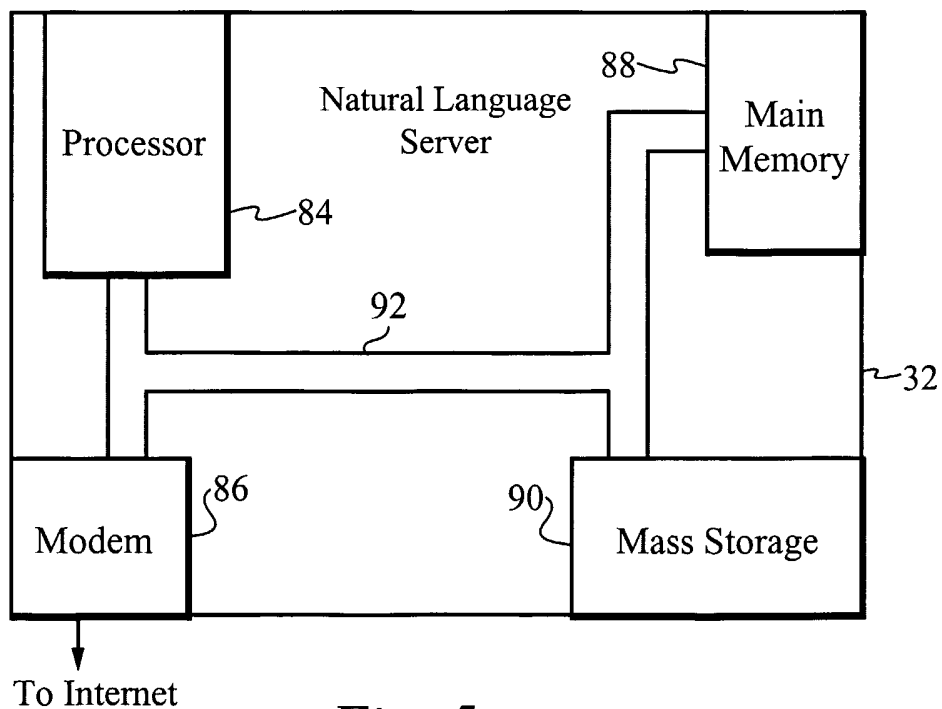 88
Natural Language
Server
Processor
Main
Memory
84
92
32
86
90
Modem
Mass Storage
To Internet